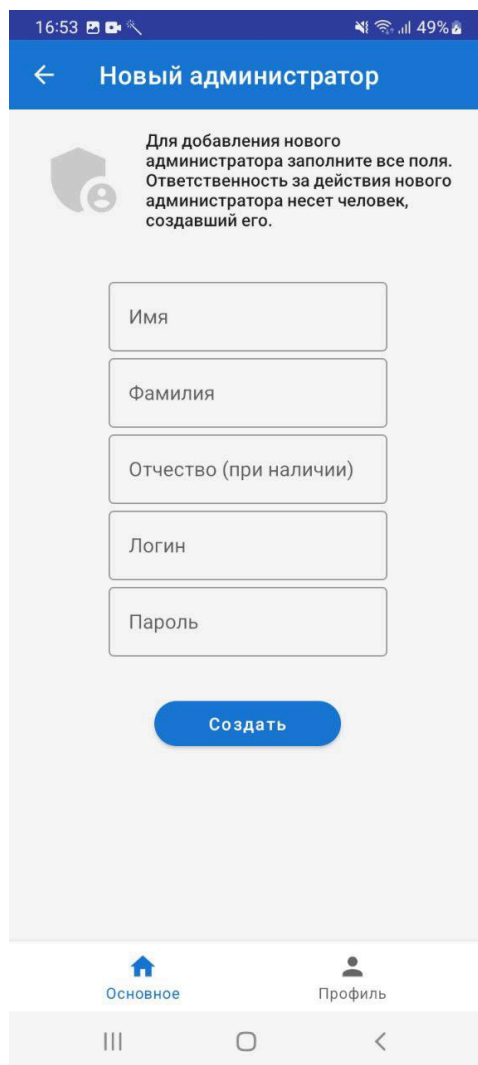 16:53 49%
Новый администратор
Для добавления нового
администратора заполните все поля.
Ответственность за действия нового
администратора несет человек,
создавший его.
Имя
Фамилия
Отчество (при наличии)
Логин
Пароль
Создать
Основное Профиль